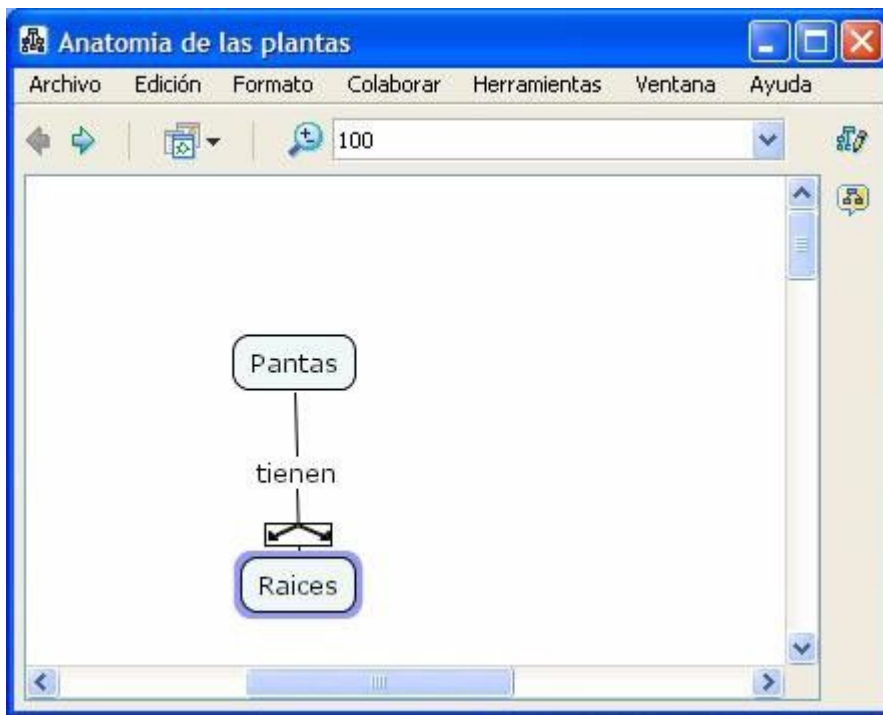 Anatomia de las plantas
Archivo Edición Formato Colaborar Herramientas Ventana Ayuda
100
Pantas
tienen
Raices